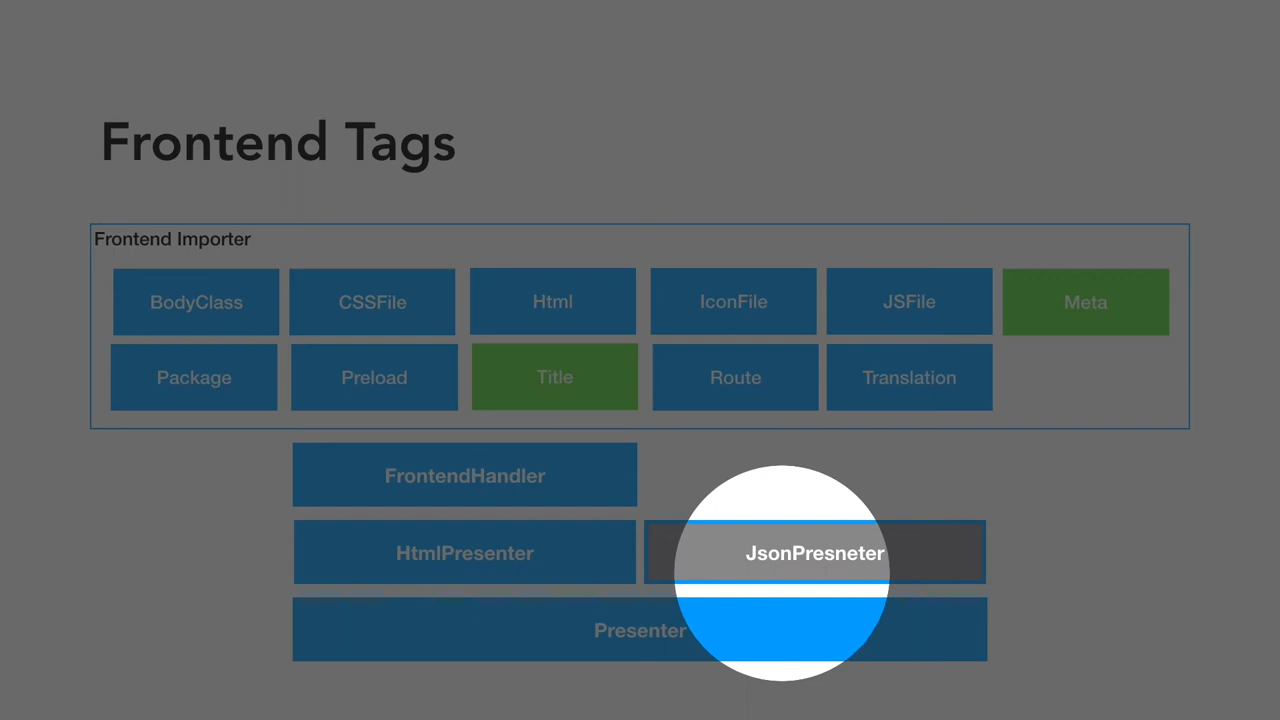 Frontend Tags
Frontend Importer
BodyClass
CSSFile
Html
IconFile
JSFile
Meta
Package
Preload
Title
Route
Translation
FrontendHandler
HtmlPresenter
JsonPresneter
Presenter